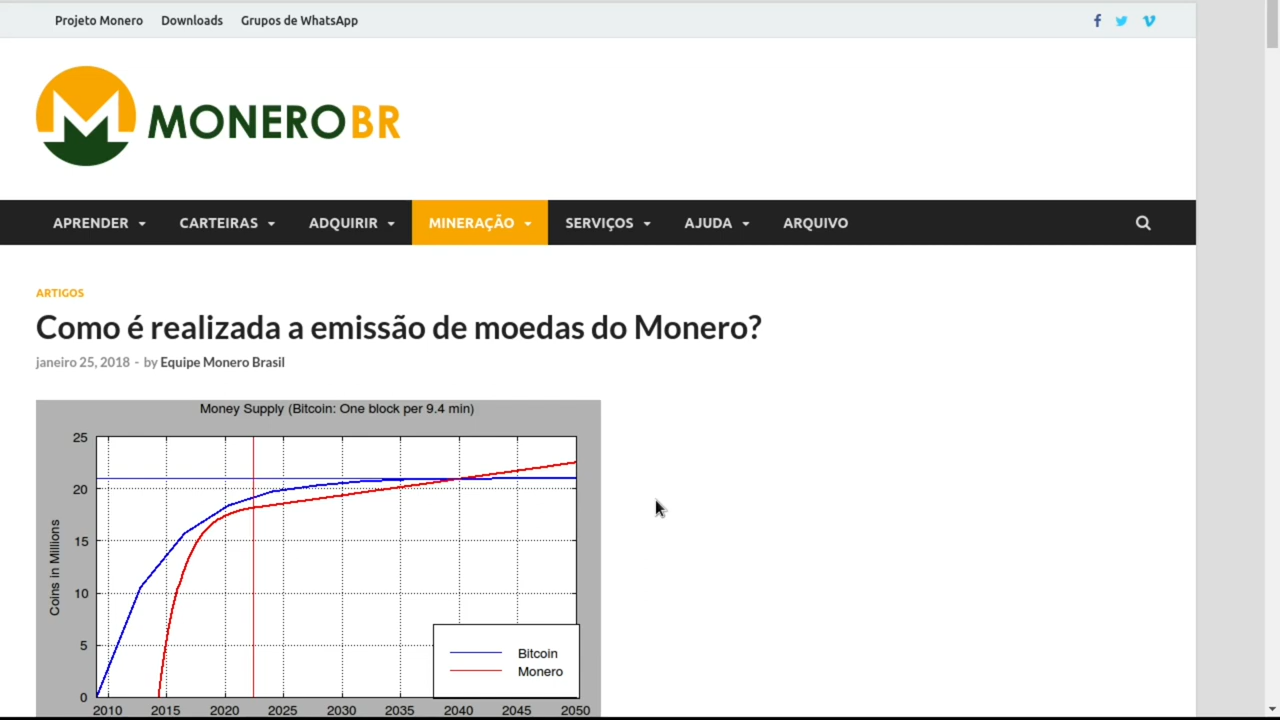 Projeto Monero Downloads Grupos de WhatsApp
MONEROBR
APRENDER CARTEIRAS ADQUIRIR MINERAÇÃO SERVIÇOS AJUDA ARQUIVO
ARTIGOS
Como é realizada a emissão de moedas do Monero?
janeiro 25, 2018 - by Equipe Monero Brasil
Money Supply (Bitcoin: One block per 9.4 min)
25
20
15
10
5
0
Coins in Millions
Bitcoin
Monero
2010 2015 2020 2025 2030 2035 2040 2045 2050